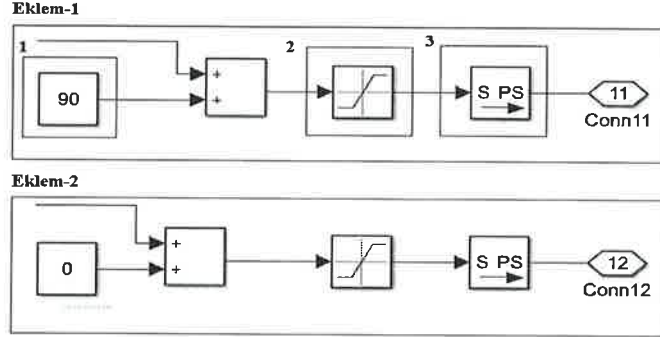 Eklem-1
1
2
3
+
+
90
S PS
11
Conn11
Eklem-2
+
+
0
S PS
12
Conn12